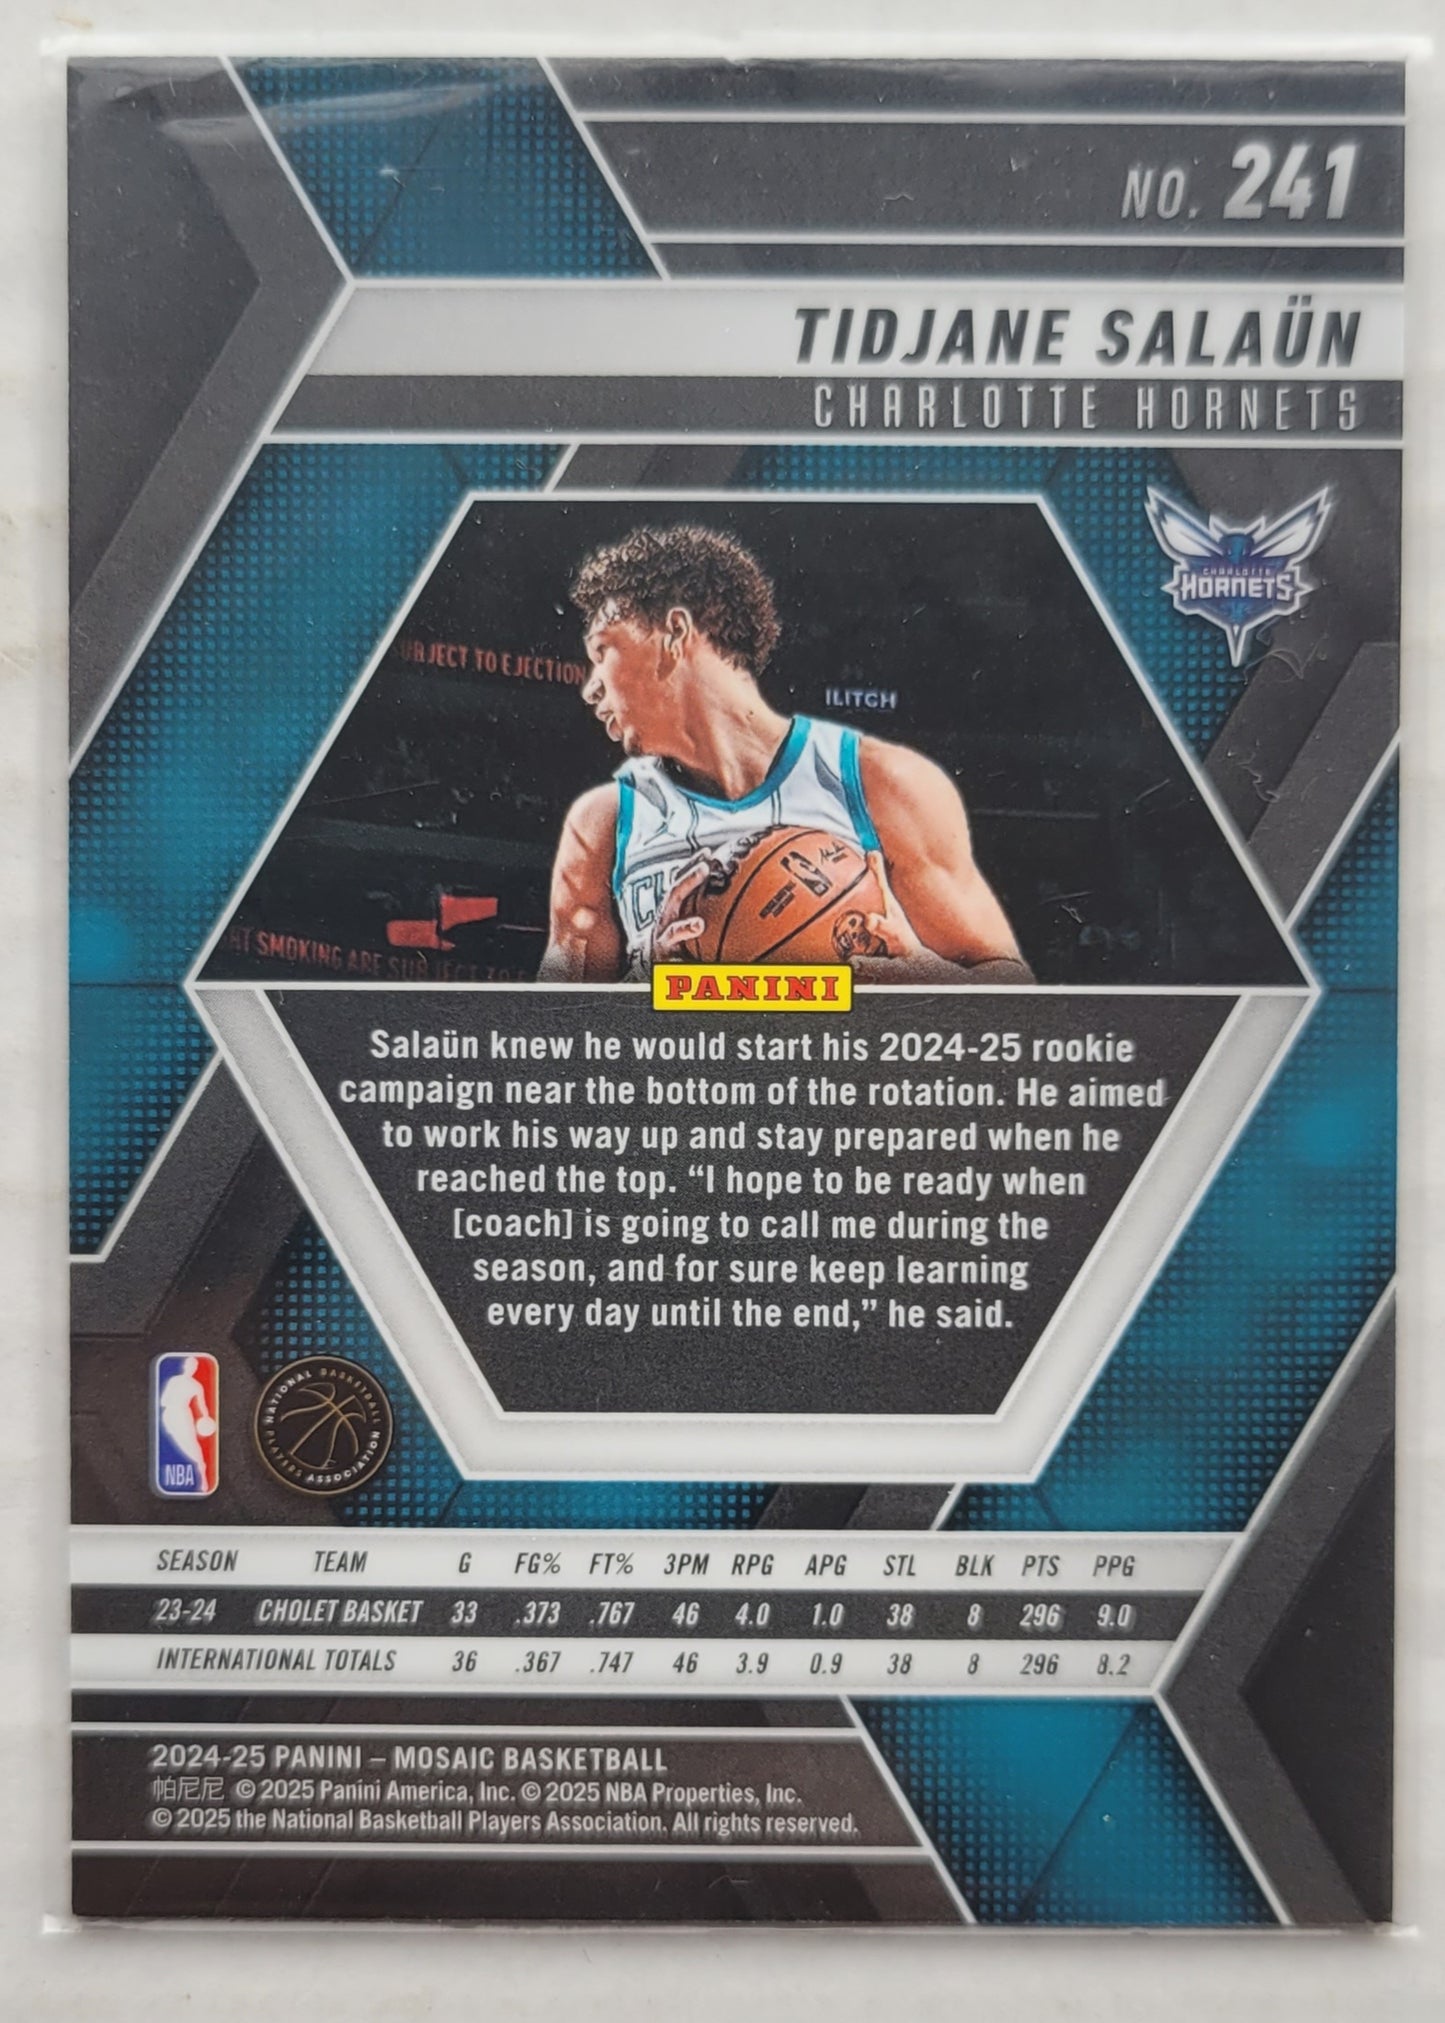 NO. 241
TIDJANE SALAÜN
CHARLOTTE HORNETS
CHARLOTTE
HORNETS
TO EJECTION
ILITCH
SMOKING ARE
PANINI
Salaün knew he would start his 2024-25 rookie
campaign near the bottom of the rotation. He aimed
to work his way up and stay prepared when he
reached the top. “I hope to be ready when
[coach] is going to call me during the
season, and for sure keep learning
every day until the end,” he said.
NBA
NATIONAL BASKETBALL
PLAYERS ASSOCIATION
SEASON TEAM G FG% FT% 3PM RPG APG STL BLK PTS PPG
23-24 CHOLET BASKET 33 .373 .767 46 4.0 1.0 38 8 296 9.0
INTERNATIONAL TOTALS 36 .367 .747 46 3.9 0.9 38 8 296 8.2
2024-25 PANINI – MOSAIC BASKETBALL
帕尼尼 © 2025 Panini America, Inc. © 2025 NBA Properties, Inc.
© 2025 the National Basketball Players Association. All rights reserved.